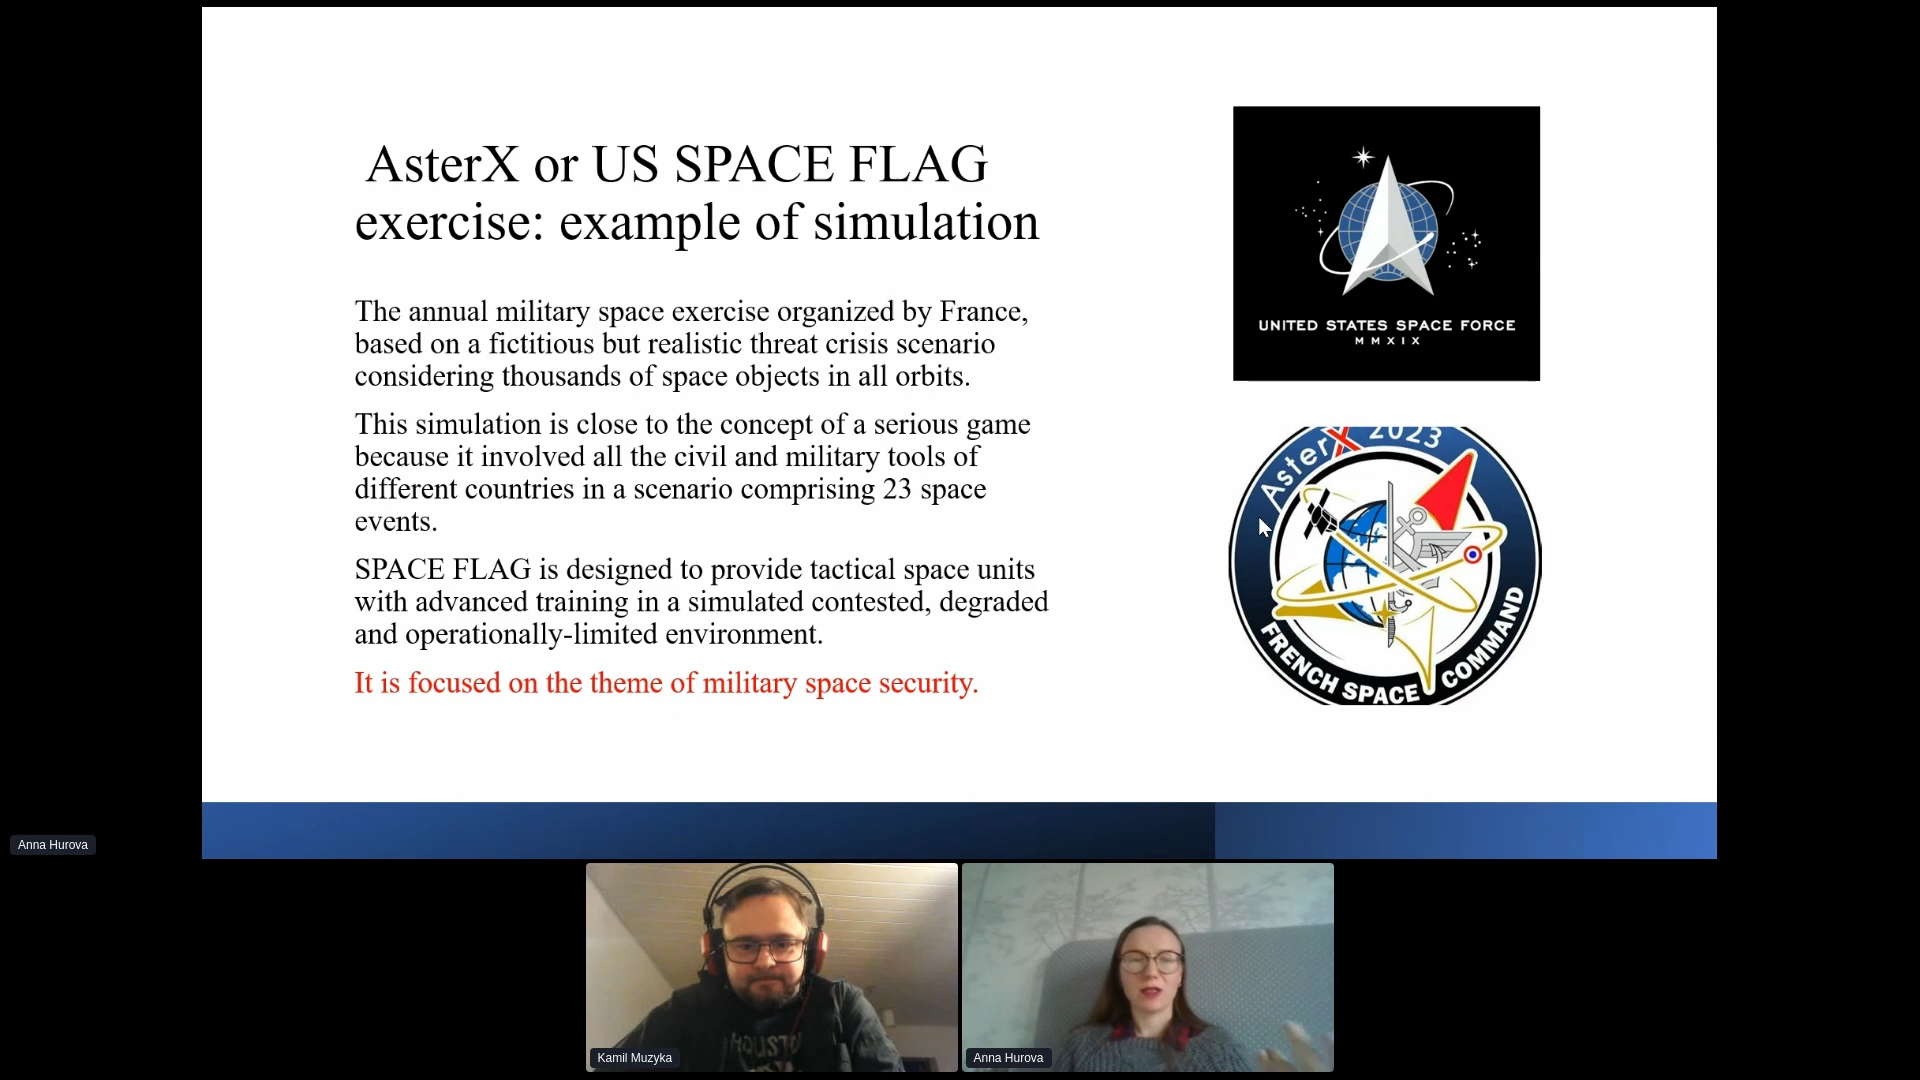 AsterX or US SPACE FLAG
exercise: example of simulation
The annual military space exercise organized by France,
based on a fictitious but realistic threat crisis scenario
considering thousands of space objects in all orbits.
This simulation is close to the concept of a serious game
because it involved all the civil and military tools of
different countries in a scenario comprising 23 space
events.
SPACE FLAG is designed to provide tactical space units
with advanced training in a simulated contested, degraded
and operationally-limited environment.
It is focused on the theme of military space security.
UNITED STATES SPACE FORCE
MMXIX
AsterX 2023
FRENCH SPACE COMMAND
Anna Hurova
Kamil Muzyka
Anna Hurova